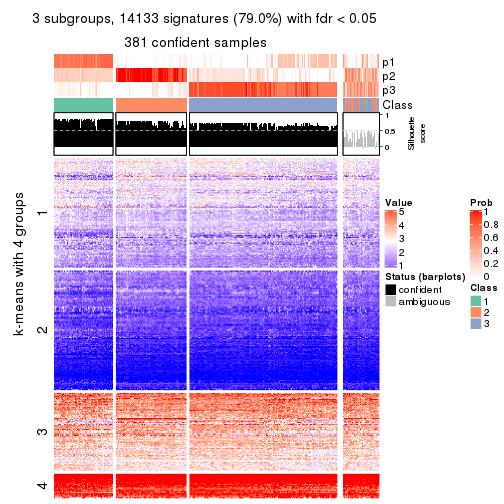 3 subgroups, 14133 signatures (79.0%) with fdr < 0.05
381 confident samples
p1
p2
p3
Class
1
0.5
0
Silhouette
score
k-means with 4 groups
1
2
3
4
Value
5
4
3
2
1
Status (barplots)
confident
ambiguous
Prob
1
0.8
0.6
0.4
0.2
0
Class
1
2
3